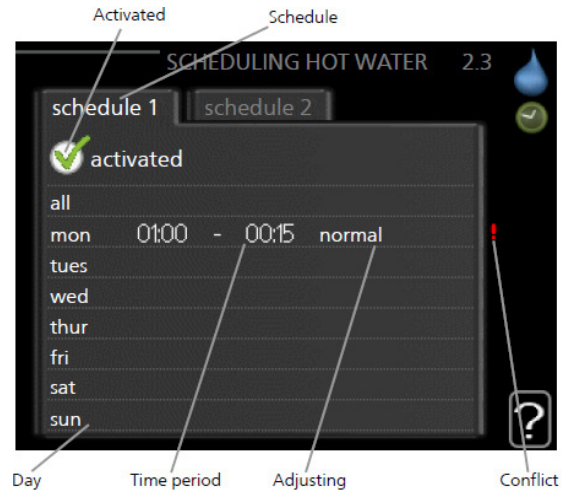 Activated Schedule
SCHEDULING HOT WATER 2.3
schedule 1 schedule 2
activated
all
mon 01:00 - 00:15 normal !
tues
wed
thur
fri
sat
sun
?
Day Time period Adjusting Conflict